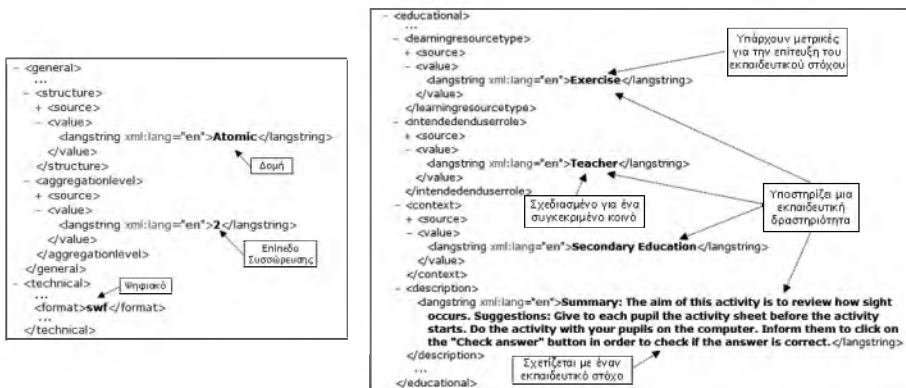 - <general>
...
- <structure>
+ <source>
- <value>
<langstring xml:lang="en">Atomic</langstring>
</value>
</structure>
Δομή
- <aggregationlevel>
+ <source>
- <value>
<langstring xml:lang="en">2</langstring>
</value>
</aggregationlevel>
Επίπεδο
Συσσώρευσης
</general>
- <technical>
...
Ψηφιακό
<format>swf</format>
...
</technical>
- <educational>
...
- <learningresourcetype>
+ <source>
- <value>
<langstring xml:lang="en">Exercise</langstring>
</value>
</learningresourcetype>
Υπάρχουν μετρικές
για την επίτευξη του
εκπαιδευτικού στόχου
- <intendedenduserrole>
+ <source>
- <value>
<langstring xml:lang="en">Teacher</langstring>
</value>
</intendedenduserrole>
Σχεδιασμένο για ένα
συγκεκριμένο κοινό
Υποστηρίζει μια
εκπαιδευτική
δραστηριότητα
- <context>
+ <source>
- <value>
<langstring xml:lang="en">Secondary Education</langstring>
</value>
</context>
- <description>
<langstring xml:lang="en">Summary: The aim of this activity is to review how sight
occurs. Suggestions: Give to each pupil the activity sheet before the activity
starts. Do the activity with your pupils on the computer. Inform them to click on
the "Check answer" button in order to check if the answer is correct.</langstring>
</description>
...
Σχετίζεται με έναν
εκπαιδευτικό στόχο
</educational>